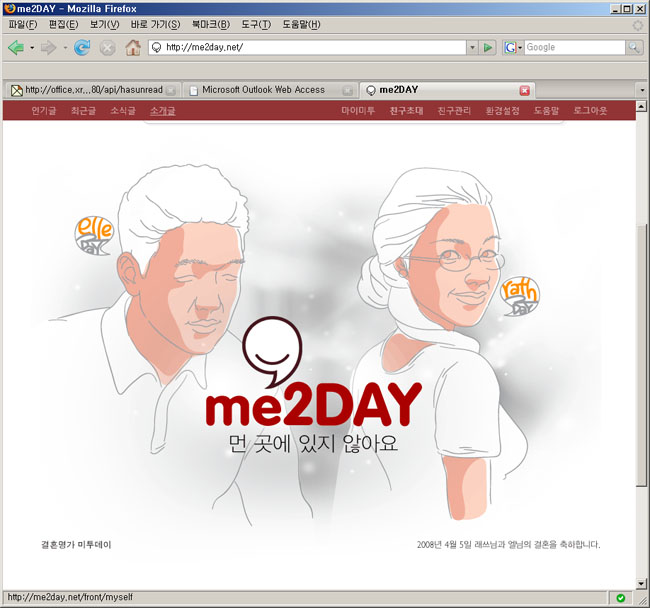 me2DAY - Mozilla Firefox
파일(F) 편집(E) 보기(V) 바로 가기(S) 북마크(B) 도구(T) 도움말(H)
http://me2day.net/
Google
http://office.xr...80/api/hasunread
Microsoft Outlook Web Access
me2DAY
인기글 최근글 소식글 소개글 마이미투 친구초대 친구관리 환경설정 도움말 로그아웃
elle
DAY
rath
DAY
me2DAY
먼 곳에 있지 않아요
결혼명가 미투데이
2008년 4월 5일 래쓰님과 엘님의 결혼을 축하합니다.
http://me2day.net/front/myself